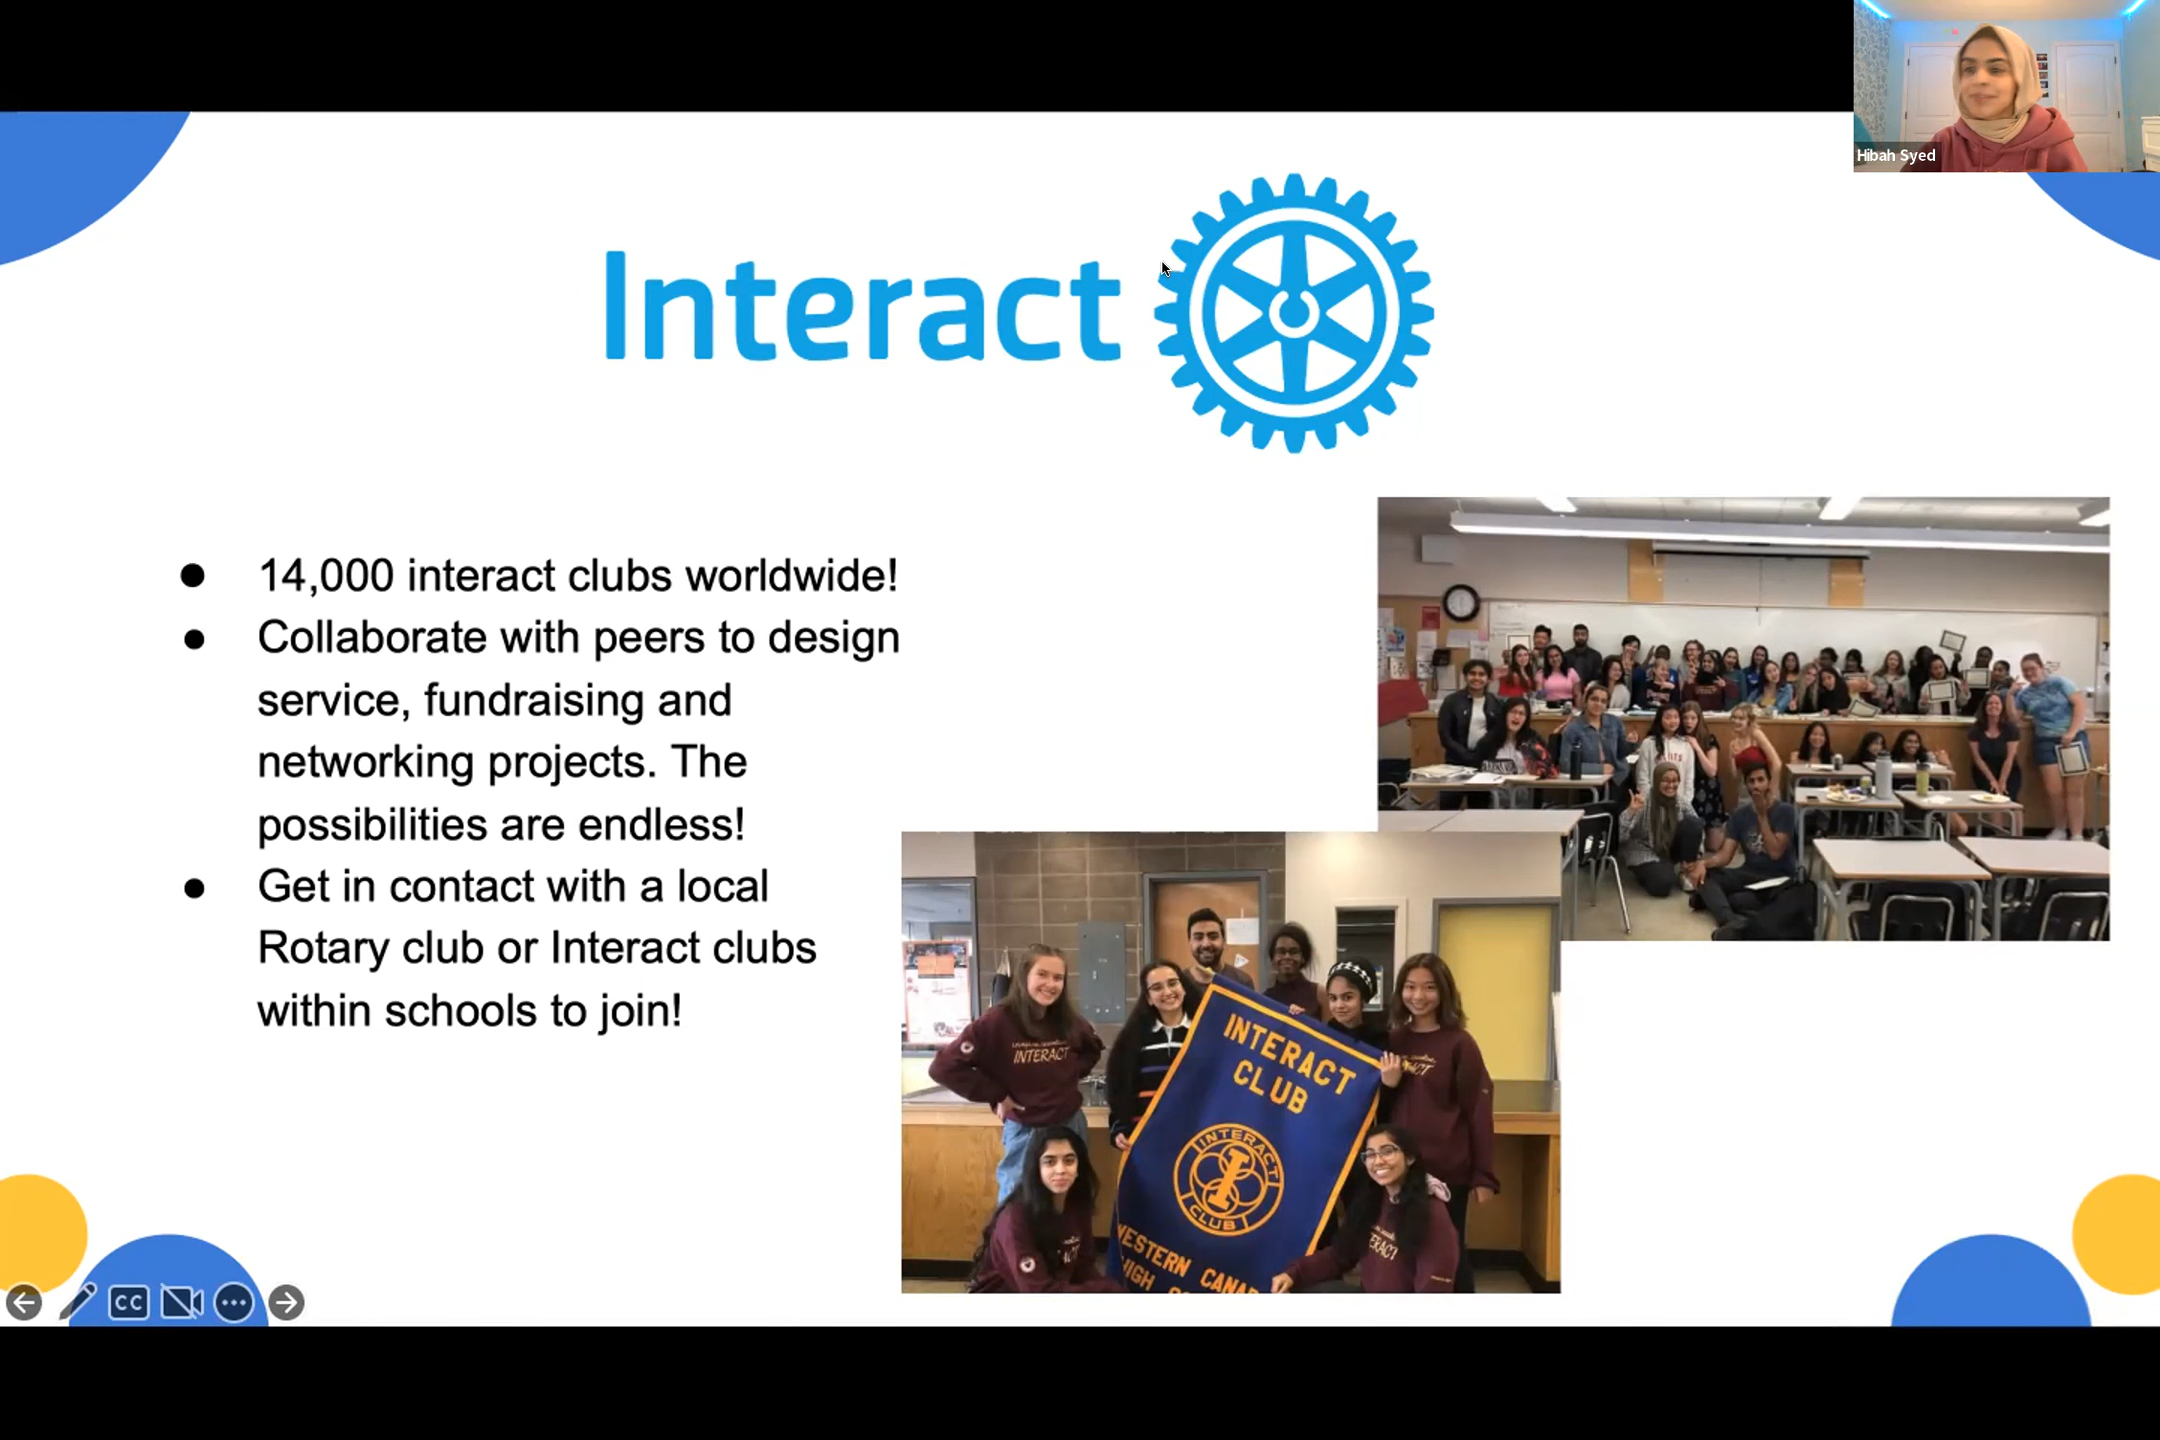 Hibah Syed
Interact
● 14,000 interact clubs worldwide!
● Collaborate with peers to design
service, fundraising and
networking projects. The
possibilities are endless!
● Get in contact with a local
Rotary club or Interact clubs
within schools to join!
INTERACT
INTERACT
CLUB
INTERACT
CLUB
WESTERN CANAD
HIGH
CC